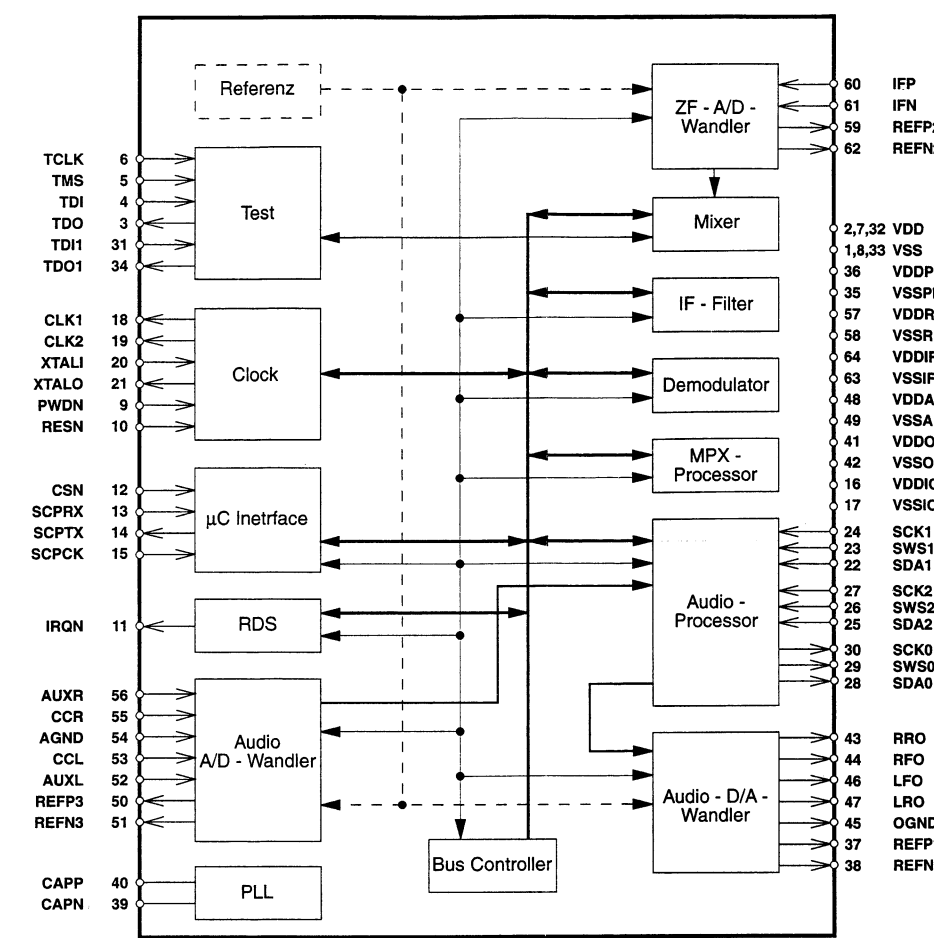 Referenz
ZF - A/D -
Wandler
60 IFP
61 IFN
59 REFP
62 REFN
TCLK 6
TMS 5
TDI 4
TDO 3
TDI1 31
TDO1 34
Test
Mixer
2,7,32 VDD
1,8,33 VSS
36 VDDP
35 VSSP
57 VDDR
58 VSSR
64 VDDIF
63 VSSIF
48 VDDA
49 VSSA
41 VDDO
42 VSSO
16 VDDIO
17 VSSIO
IF - Filter
CLK1 18
CLK2 19
XTALI 20
XTALO 21
PWDN 9
RESN 10
Clock
Demodulator
MPX -
Processor
CSN 12
SCPRX 13
SCPTX 14
SCPCK 15
µC Inetrface
24 SCK1
23 SWS1
22 SDA1
27 SCK2
26 SWS2
25 SDA2
30 SCK0
29 SWS0
28 SDA0
Audio -
Processor
IRQN 11
RDS
AUXR 56
CCR 55
AGND 54
CCL 53
AUXL 52
REFP3 50
REFN3 51
Audio
A/D - Wandler
Audio - D/A -
Wandler
43 RRO
44 RFO
46 LFO
47 LRO
45 OGND
37 REFP
38 REFN
Bus Controller
CAPP 40
CAPN 39
PLL